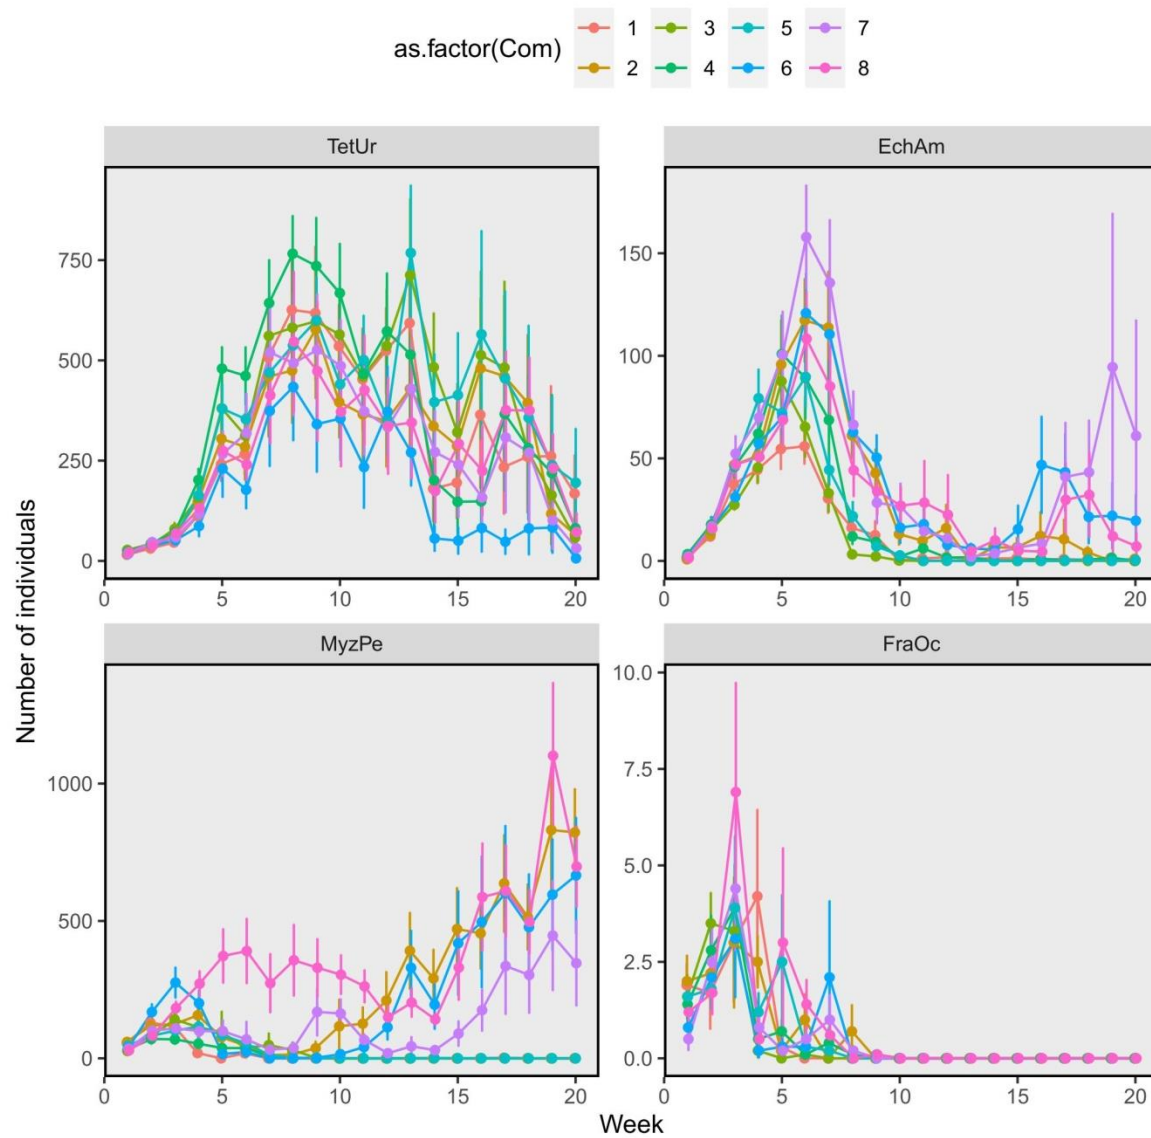 as.factor(Com) 1 3 5 7
2 4 6 8
TetUr EchAm
Number of individuals
750
500
250
0
0 5 10 15 20
150
100
50
0
0 5 10 15 20
MyzPe FraOc
1000
500
0
0 5 10 15 20
10.0
7.5
5.0
2.5
0.0
0 5 10 15 20
Week